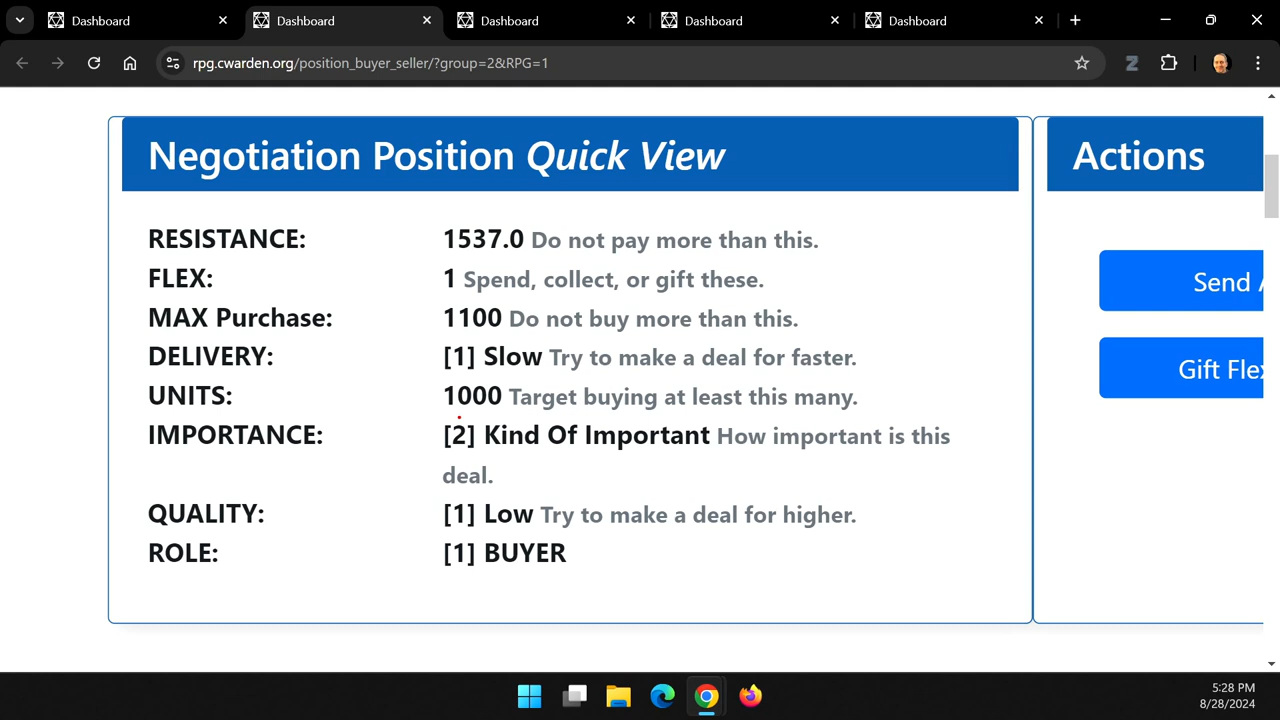 Dashboard
Dashboard
Dashboard
Dashboard
Dashboard
rpg.cwarden.org/position_buyer_seller/?group=2&RPG=1
Negotiation Position Quick View
Actions
RESISTANCE: 1537.0 Do not pay more than this.
FLEX: 1 Spend, collect, or gift these.
MAX Purchase: 1100 Do not buy more than this.
DELIVERY: [1] Slow Try to make a deal for faster.
UNITS: 1000 Target buying at least this many.
IMPORTANCE: [2] Kind Of Important How important is this
deal.
QUALITY: [1] Low Try to make a deal for higher.
ROLE: [1] BUYER
Send
Gift Flex
5:28 PM
8/28/2024